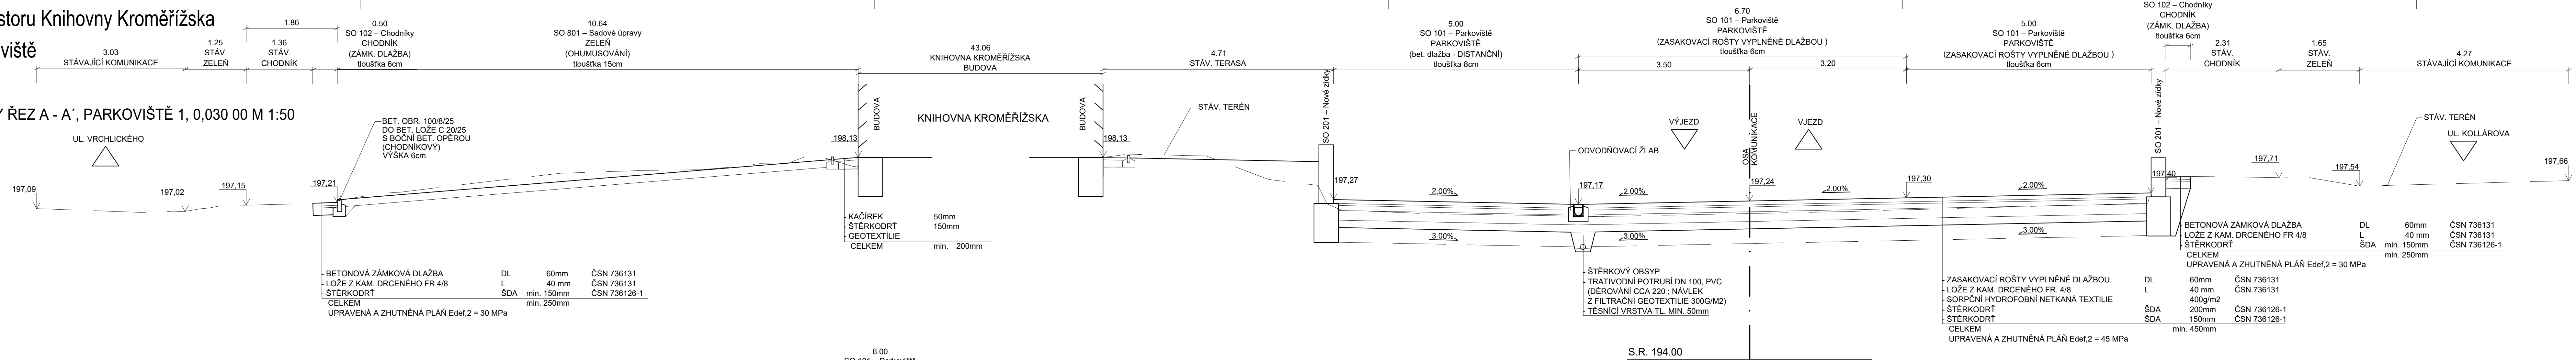 storu Knihovny Kroměřížska
viště
3.03
STÁVAJÍCÍ KOMUNIKACE
1.25
STÁV.
ZELEŇ
1.86
1.36
STÁV.
CHODNÍK
0.50
SO 102 – Chodníky
CHODNÍK
(ZÁMK. DLAŽBA)
tloušťka 6cm
10.64
SO 801 – Sadové úpravy
ZELEŇ
(OHUMUSOVÁNÍ)
tloušťka 15cm
43.06
KNIHOVNA KROMĚŘÍŽSKA
BUDOVA
4.71
STÁV. TERASA
5.00
SO 101 – Parkoviště
PARKOVIŠTĚ
(bet. dlažba - DISTANČNÍ)
tloušťka 8cm
6.70
SO 101 – Parkoviště
PARKOVIŠTĚ
(ZASAKOVACÍ ROŠTY VYPLNĚNÉ DLAŽBOU )
tloušťka 6cm
3.50
3.20
5.00
SO 101 – Parkoviště
PARKOVIŠTĚ
(ZASAKOVACÍ ROŠTY VYPLNĚNÉ DLAŽBOU )
tloušťka 6cm
SO 102 – Chodníky
CHODNÍK
(ZÁMK. DLAŽBA)
tloušťka 6cm
2.31
STÁV.
CHODNÍK
1.65
STÁV.
ZELEŇ
4.27
STÁVAJÍCÍ KOMUNIKACE
Ý ŘEZ A - A´, PARKOVIŠTĚ 1, 0,030 00 M 1:50
UL. VRCHLICKÉHO
BET. OBR. 100/8/25
DO BET. LOŽE C 20/25
S BOČNÍ BET. OPĚROU
(CHODNÍKOVÝ)
VÝŠKA 6cm
BUDOVA
KNIHOVNA KROMĚŘÍŽSKA
BUDOVA
STÁV. TERÉN
SO 201 – Nové zídky
ODVODŇOVACÍ ŽLAB
VÝJEZD
OSA
KOMUNIKACE
VJEZD
SO 201 – Nové zídky
STÁV. TERÉN
UL. KOLLÁROVA
197,09
197,02
197,15
197,21
198,13
198,13
197,27
197,17
197,24
197,30
197,40
197,71
197,54
197,66
2.00%
2.00%
2.00%
2.00%
3.00%
3.00%
3.00%
- KAČÍREK 50mm
- ŠTĚRKODRŤ 150mm
- GEOTEXTÍLIE
CELKEM min. 200mm
- BETONOVÁ ZÁMKOVÁ DLAŽBA DL 60mm ČSN 736131
- LOŽE Z KAM. DRCENÉHO FR 4/8 L 40 mm ČSN 736131
- ŠTĚRKODRŤ ŠDA min. 150mm ČSN 736126-1
CELKEM min. 250mm
UPRAVENÁ A ZHUTNĚNÁ PLÁŇ Edef,2 = 30 MPa
- ŠTĚRKOVÝ OBSYP
- TRATIVODNÍ POTRUBÍ DN 100, PVC
(DĚROVÁNÍ CCA 220 ; NÁVLEK
Z FILTRAČNÍ GEOTEXTILIE 300G/M2)
- TĚSNÍCÍ VRSTVA TL. MIN. 50mm
- ZASAKOVACÍ ROŠTY VYPLNĚNÉ DLAŽBOU DL 60mm ČSN 736131
- LOŽE Z KAM. DRCENÉHO FR. 4/8 L 40 mm ČSN 736131
- SORPČNÍ HYDROFOBNÍ NETKANÁ TEXTILIE 400g/m2
- ŠTĚRKODRŤ ŠDA 200mm ČSN 736126-1
- ŠTĚRKODRŤ ŠDA 150mm ČSN 736126-1
CELKEM min. 450mm
UPRAVENÁ A ZHUTNĚNÁ PLÁŇ Edef,2 = 45 MPa
- BETONOVÁ ZÁMKOVÁ DLAŽBA DL 60mm ČSN 736131
- LOŽE Z KAM. DRCENÉHO FR 4/8 L 40 mm ČSN 736131
- ŠTĚRKODRŤ ŠDA min. 150mm ČSN 736126-1
CELKEM min. 250mm
UPRAVENÁ A ZHUTNĚNÁ PLÁŇ Edef,2 = 30 MPa
6.00
SO 101 – Parkoviště
S.R. 194.00